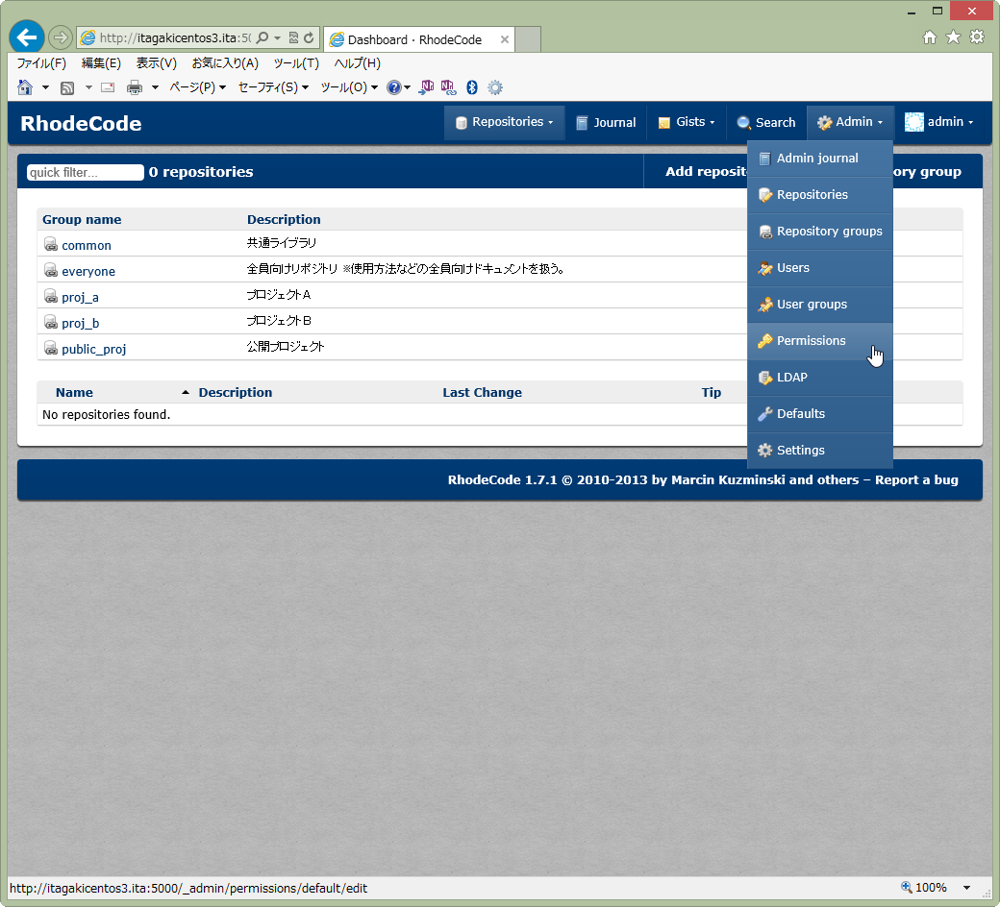 http://itagakicentos3.ita:5(
Dashboard · RhodeCode
ファイル(F) 編集(E) 表示(V) お気に入り(A) ツール(T) ヘルプ(H)
ページ(P) セーフティ(S) ツール(O)
RhodeCode
Repositories Journal Gists Search Admin admin
quick filter... 0 repositories
Add reposit ory group
Admin journal
Repositories
Repository groups
Users
User groups
Permissions
LDAP
Defaults
Settings
Group name Description
common 共通ライブラリ
everyone 全員向けリポジトリ ※使用方法などの全員向けドキュメントを扱う。
proj_a プロジェクトA
proj_b プロジェクトB
public_proj 公開プロジェクト
Name Description Last Change Tip
No repositories found.
RhodeCode 1.7.1 © 2010-2013 by Marcin Kuzminski and others – Report a bug
http://itagakicentos3.ita:5000/_admin/permissions/default/edit
100%